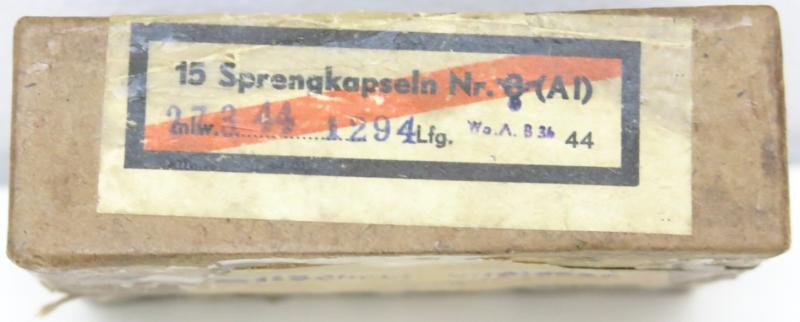 15 Sprengkapseln Nr. 8 (Al)
mlw. 27.3.44 1294 Lfg. Wa.A. B 36 44